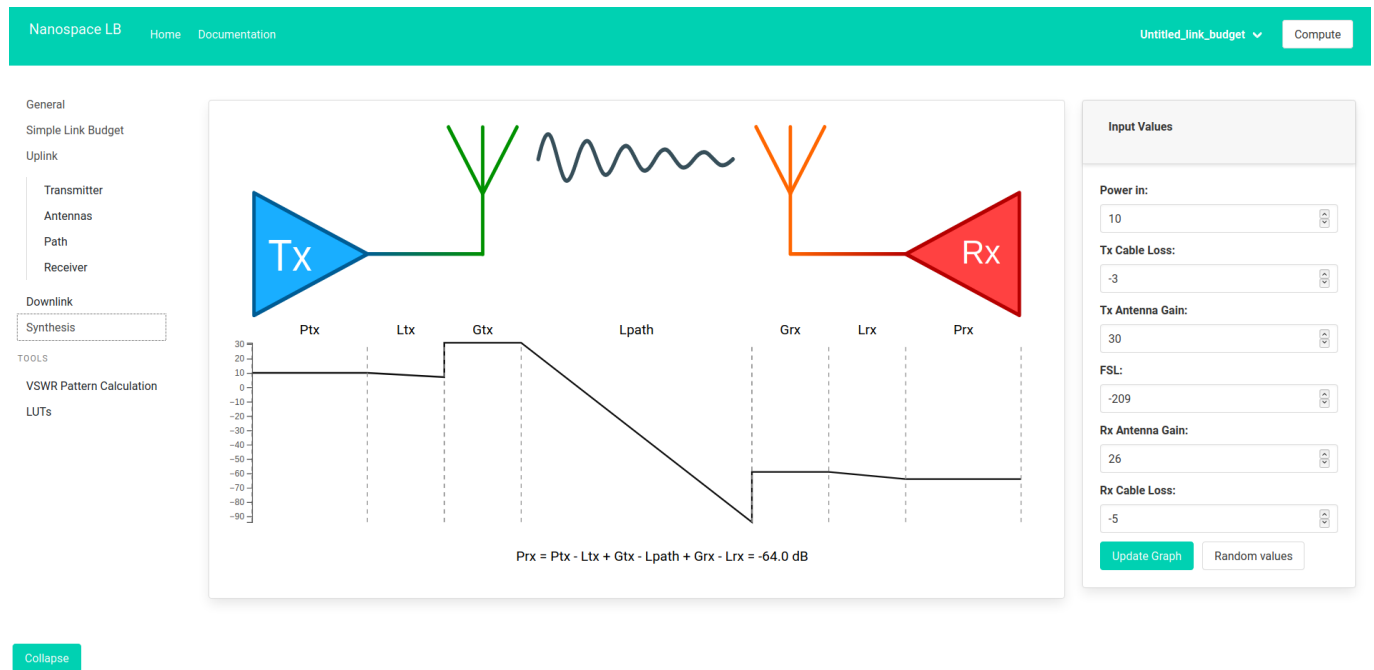 Nanospace LB Home Documentation Untitled_link_budget Compute
General
Simple Link Budget
Uplink
Transmitter
Antennas
Path
Receiver
Downlink
Synthesis
TOOLS
VSWR Pattern Calculation
LUTs
Tx
Rx
Ptx Ltx Gtx Lpath Grx Lrx Prx
30
20
10
0
−10
−20
−30
−40
−50
−60
−70
−80
−90
Prx = Ptx - Ltx + Gtx - Lpath + Grx - Lrx = -64.0 dB
Input Values
Power in:
10
Tx Cable Loss:
-3
Tx Antenna Gain:
30
FSL:
-209
Rx Antenna Gain:
26
Rx Cable Loss:
-5
Update Graph Random values
Collapse